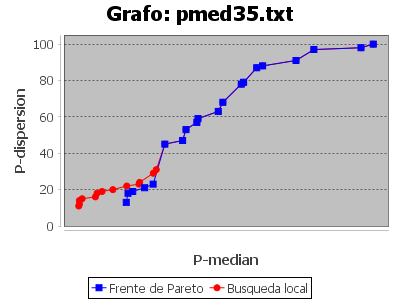 Grafo: pmed35.txt
100
80
60
40
20
0
P-dispersion
P-median
Frente de Pareto Busqueda local